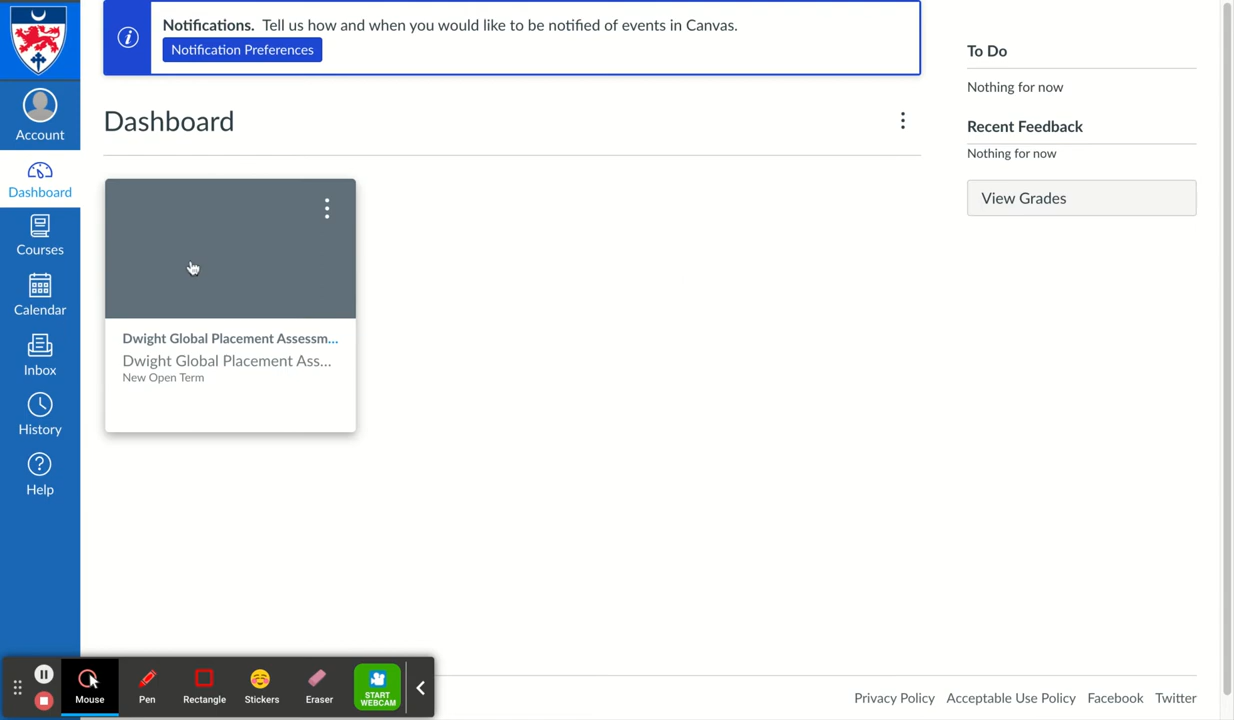 Notifications. Tell us how and when you would like to be notified of events in Canvas.
Notification Preferences
Account
Dashboard
Courses
Calendar
Inbox
History
Help
Dashboard
Dwight Global Placement Assessm...
Dwight Global Placement Ass...
New Open Term
To Do
Nothing for now
Recent Feedback
Nothing for now
View Grades
Mouse
Pen
Rectangle
Stickers
Eraser
START
WEBCAM
Privacy Policy Acceptable Use Policy Facebook Twitter